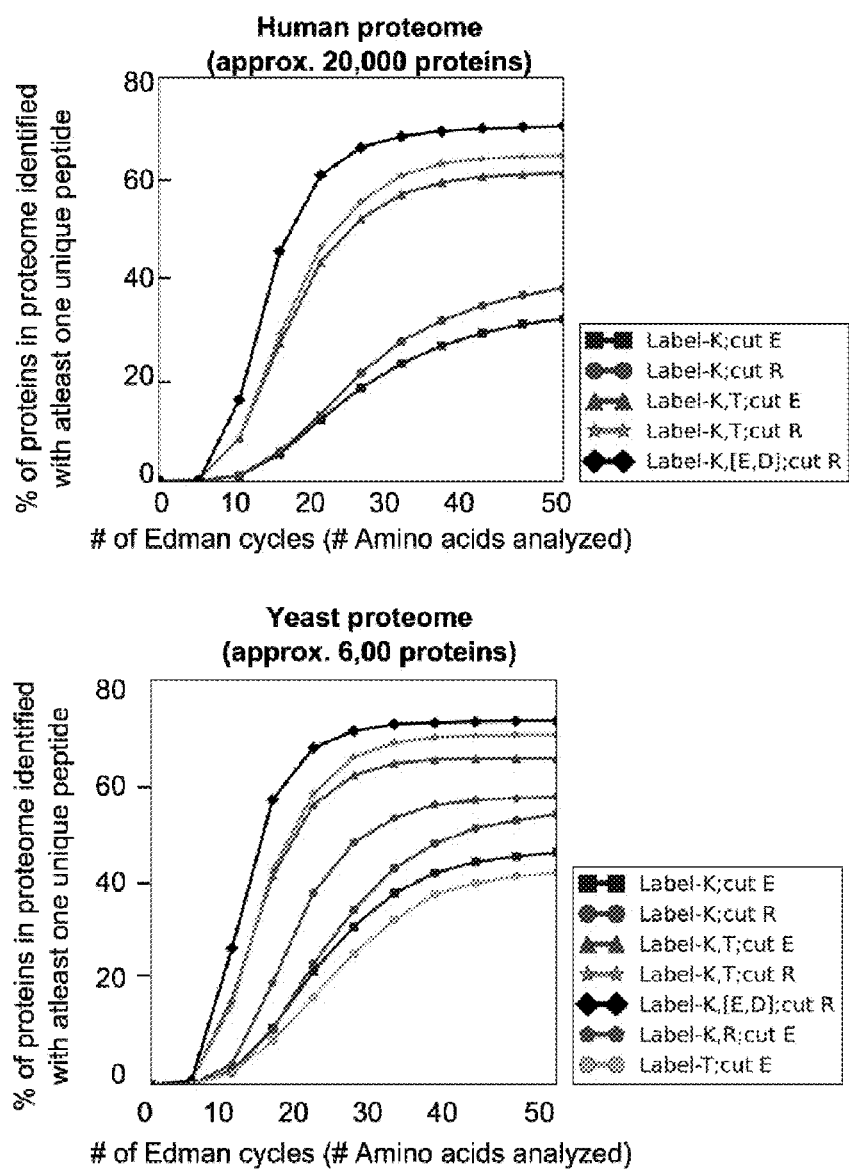 Human proteome
(approx. 20,000 proteins)
% of proteins in proteome identified
with atleast one unique peptide
80
60
40
20
0
0 10 20 30 40 50
# of Edman cycles (# Amino acids analyzed)
Label-K;cut E
Label-K;cut R
Label-K,T;cut E
Label-K,T;cut R
Label-K,[E,D];cut R
Yeast proteome
(approx. 6,00 proteins)
% of proteins in proteome identified
with atleast one unique peptide
80
60
40
20
0
0 10 20 30 40 50
# of Edman cycles (# Amino acids analyzed)
Label-K;cut E
Label-K;cut R
Label-K,T;cut E
Label-K,T;cut R
Label-K,[E,D];cut R
Label-K,R;cut E
Label-T;cut E